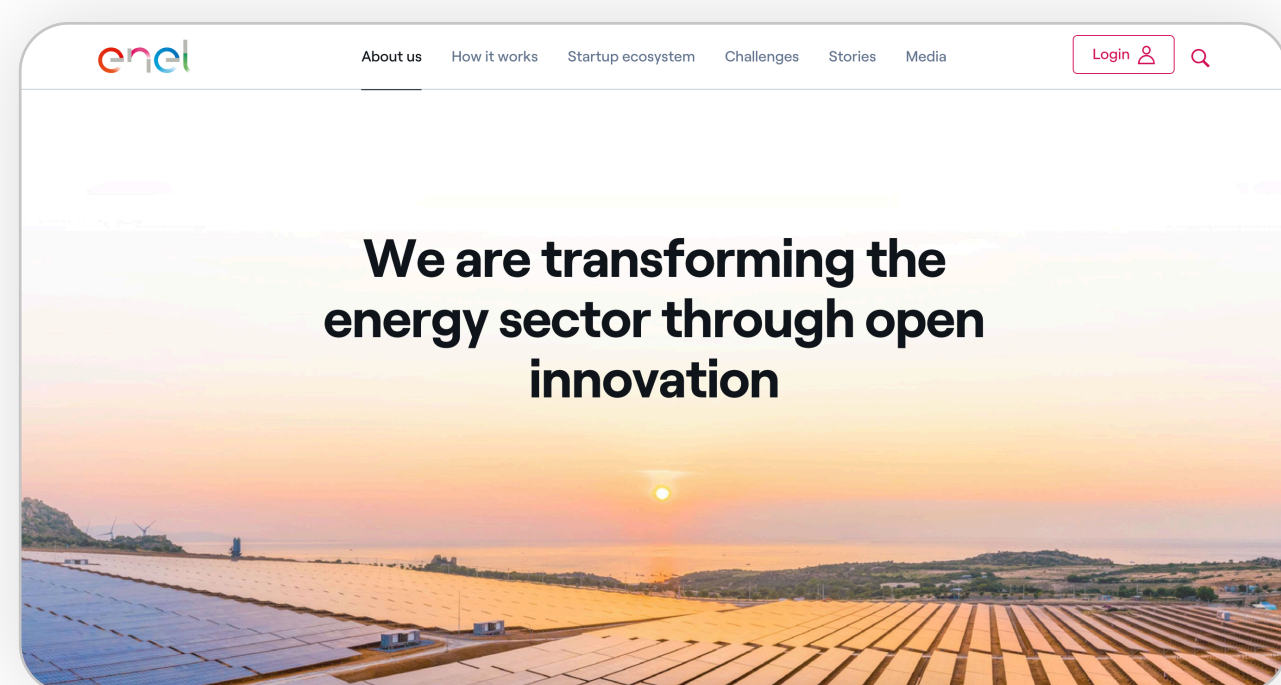 enel
About us How it works Startup ecosystem Challenges Stories Media
Login
We are transforming the
energy sector through open
innovation